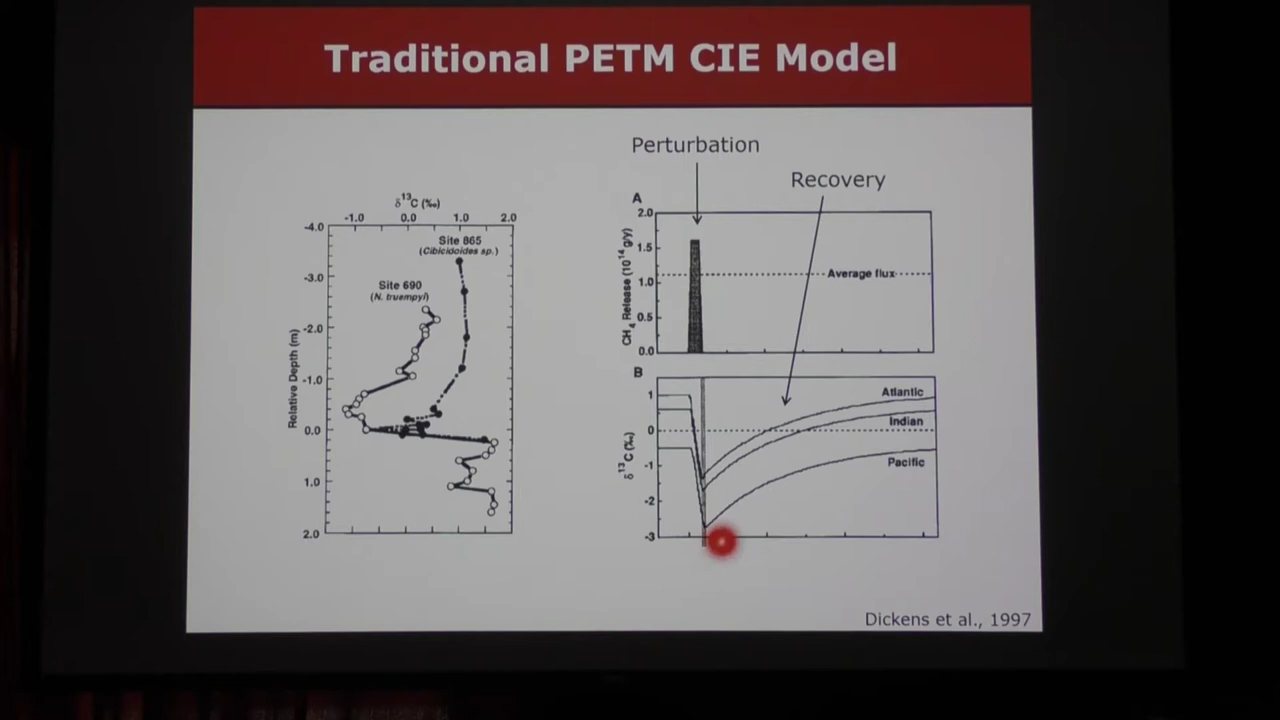 Traditional PETM CIE Model
δ13C (‰)
-1.0 0.0 1.0 2.0
-4.0
-3.0
-2.0
-1.0
0.0
1.0
2.0
Relative Depth (m)
Site 865
(Cibicidoides sp.)
Site 690
(N. truempyi)
Perturbation
Recovery
A
2.0
1.5
1.0
0.5
0.0
CH4 Release (10^14 g/y)
Average flux
B
1
0
-1
-2
-3
δ13C (‰)
Atlantic
Indian
Pacific
Dickens et al., 1997